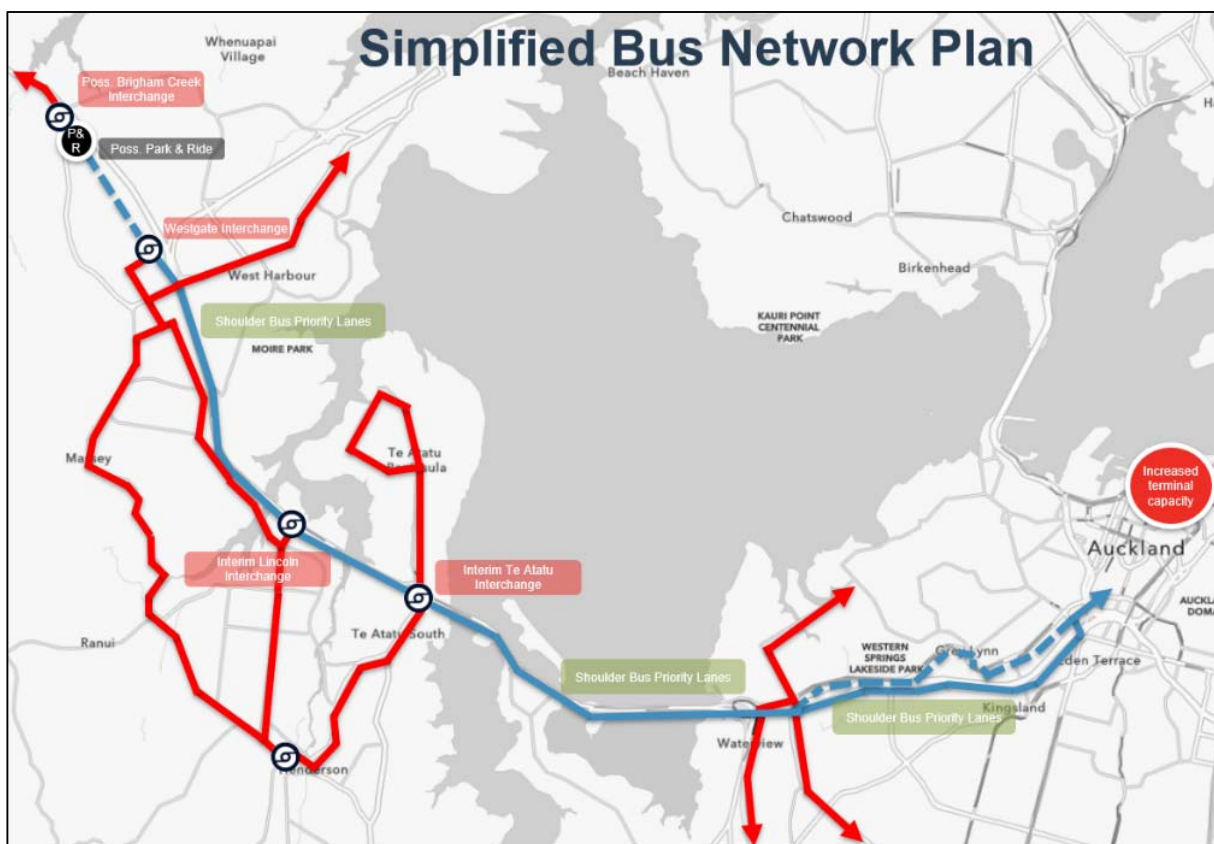 Simplified Bus Network Plan
Whenuapai
Village
Beach Haven
Poss. Brigham Creek
Interchange
P&
R
Poss. Park & Ride
Chatswood
Westgate Interchange
West Harbour
Birkenhead
Shoulder Bus Priority Lanes
KAURI POINT
CENTENNIAL
PARK
MOIRE PARK
Massey
Te Atatu
Peninsula
Increased
terminal
capacity
Auckland
Interim Lincoln
Interchange
Interim Te Atatu
Interchange
AUCKLA
DOMA
Ranui
Te Atatu South
WESTERN
SPRINGS
LAKESIDE PARK
Grey Lynn
Eden Terrace
Shoulder Bus Priority Lanes
Kingsland
Shoulder Bus Priority Lanes
Waterview
Henderson